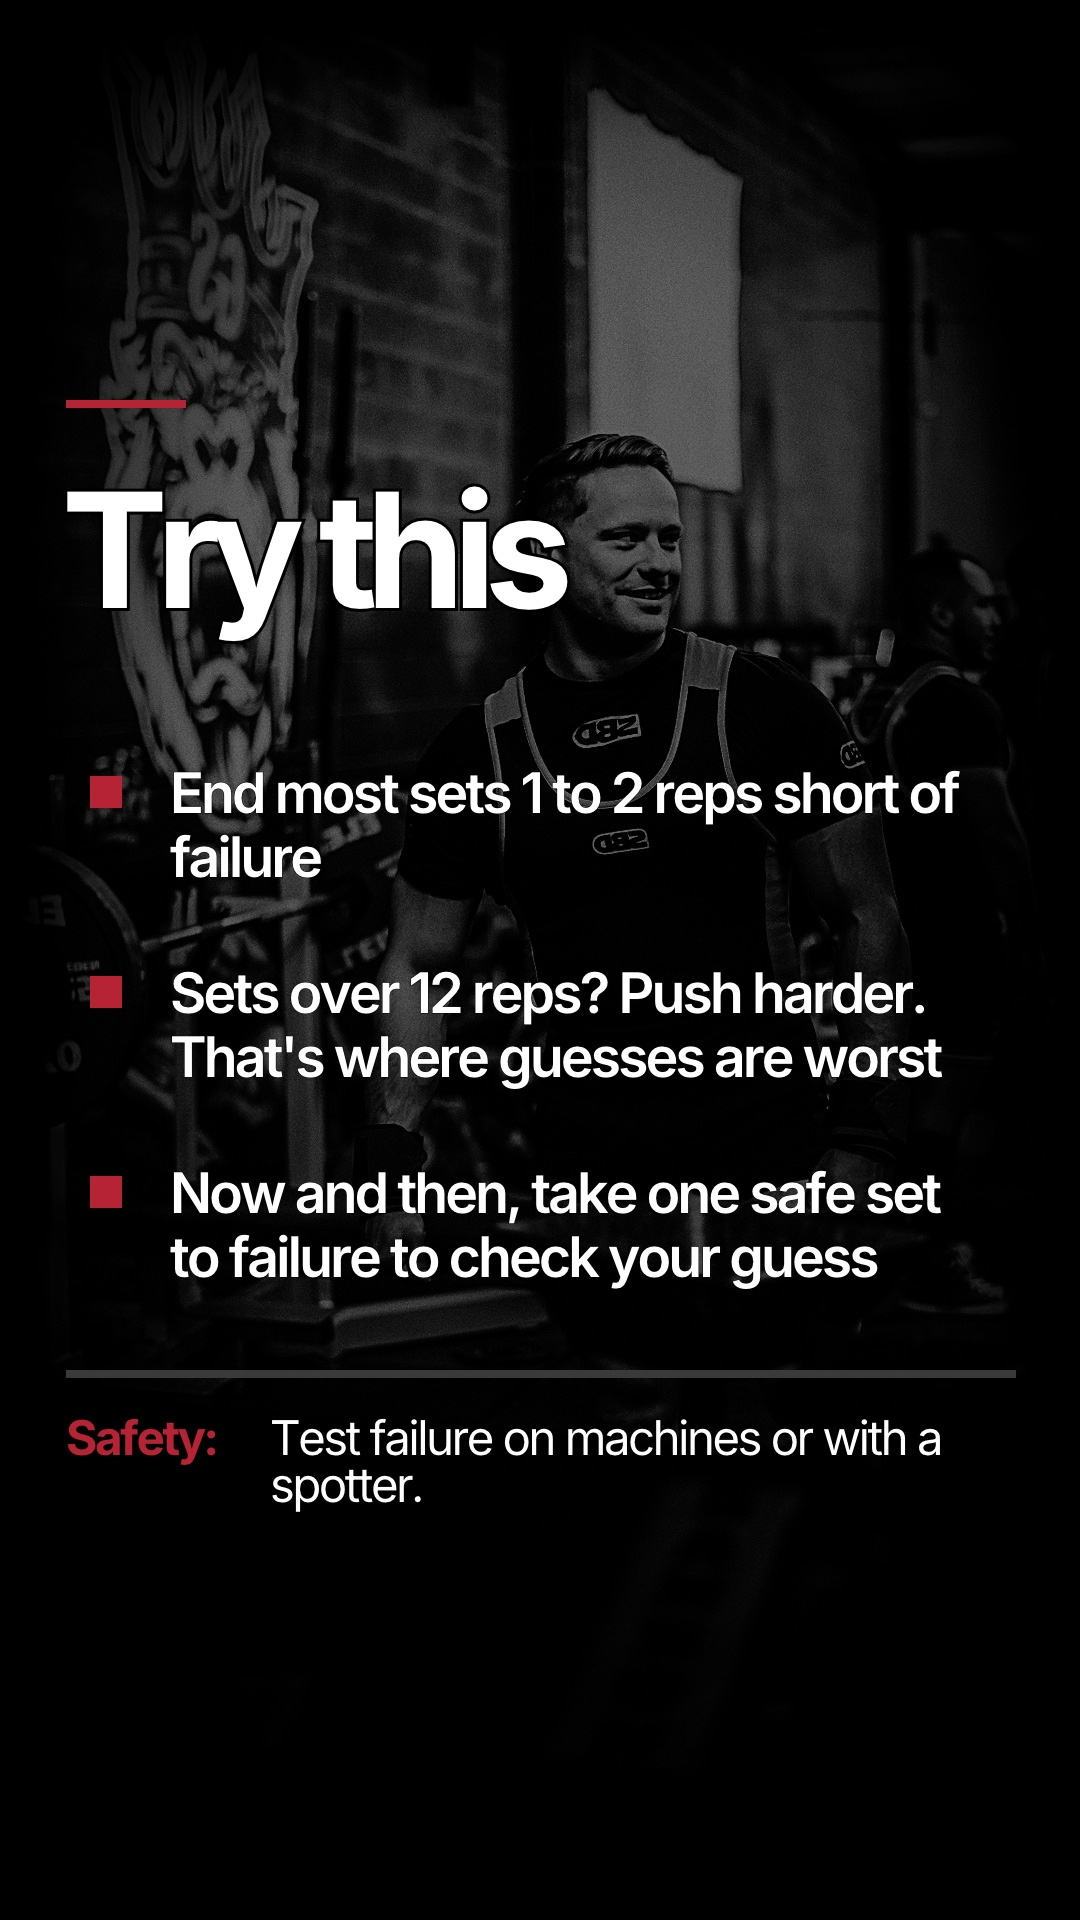 Try this
End most sets 1 to 2 reps short of
failure
Sets over 12 reps? Push harder.
That's where guesses are worst
Now and then, take one safe set
to failure to check your guess
Safety: Test failure on machines or with a
spotter.